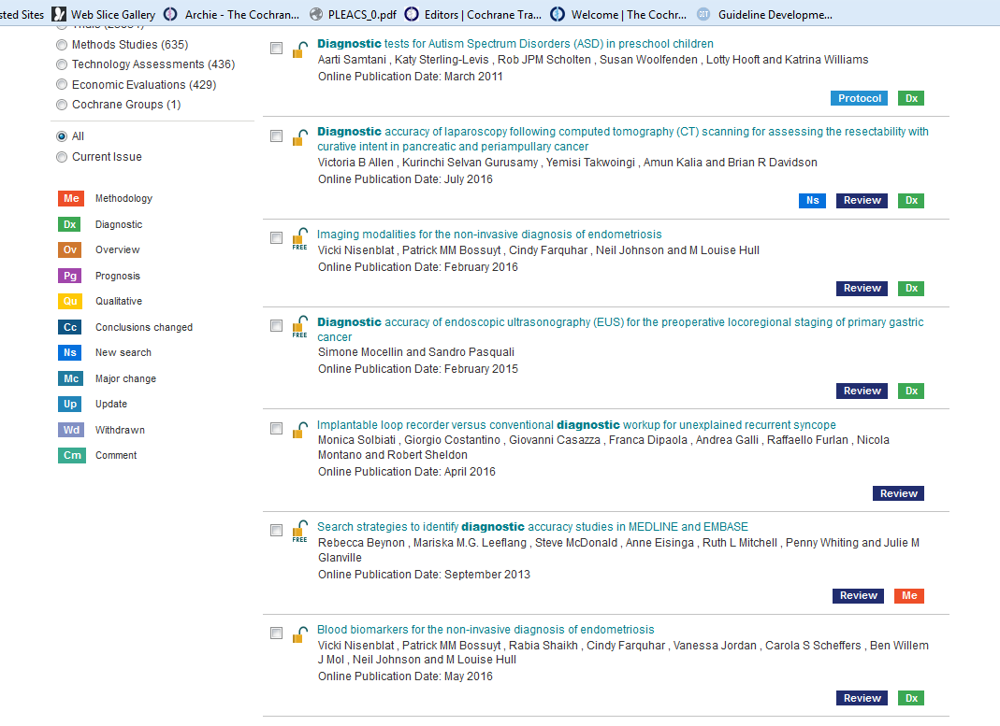 sted Sites Web Slice Gallery Archie - The Cochran... PLEACS_0.pdf Editors | Cochrane Tra... Welcome | The Cochr... Guideline Developme...
Methods Studies (635)
Technology Assessments (436)
Economic Evaluations (429)
Cochrane Groups (1)
All
Current Issue
Me Methodology
Dx Diagnostic
Ov Overview
Pg Prognosis
Qu Qualitative
Cc Conclusions changed
Ns New search
Mc Major change
Up Update
Wd Withdrawn
Cm Comment
Diagnostic tests for Autism Spectrum Disorders (ASD) in preschool children
Aarti Samtani , Katy Sterling-Levis , Rob JPM Scholten , Susan Woolfenden , Lotty Hooft and Katrina Williams
Online Publication Date: March 2011
Protocol Dx
Diagnostic accuracy of laparoscopy following computed tomography (CT) scanning for assessing the resectability with
curative intent in pancreatic and periampullary cancer
Victoria B Allen , Kurinchi Selvan Gurusamy , Yemisi Takwoingi , Amun Kalia and Brian R Davidson
Online Publication Date: July 2016
Ns Review Dx
Imaging modalities for the non-invasive diagnosis of endometriosis
FREE
Vicki Nisenblat , Patrick MM Bossuyt , Cindy Farquhar , Neil Johnson and M Louise Hull
Online Publication Date: February 2016
Review Dx
Diagnostic accuracy of endoscopic ultrasonography (EUS) for the preoperative locoregional staging of primary gastric
FREE
cancer
Simone Mocellin and Sandro Pasquali
Online Publication Date: February 2015
Review Dx
Implantable loop recorder versus conventional diagnostic workup for unexplained recurrent syncope
Monica Solbiati , Giorgio Costantino , Giovanni Casazza , Franca Dipaola , Andrea Galli , Raffaello Furlan , Nicola
Montano and Robert Sheldon
Online Publication Date: April 2016
Review
Search strategies to identify diagnostic accuracy studies in MEDLINE and EMBASE
FREE
Rebecca Beynon , Mariska M.G. Leeflang , Steve McDonald , Anne Eisinga , Ruth L Mitchell , Penny Whiting and Julie M
Glanville
Online Publication Date: September 2013
Review Me
Blood biomarkers for the non-invasive diagnosis of endometriosis
Vicki Nisenblat , Patrick MM Bossuyt , Rabia Shaikh , Cindy Farquhar , Vanessa Jordan , Carola S Scheffers , Ben Willem
J Mol , Neil Johnson and M Louise Hull
Online Publication Date: May 2016
Review Dx